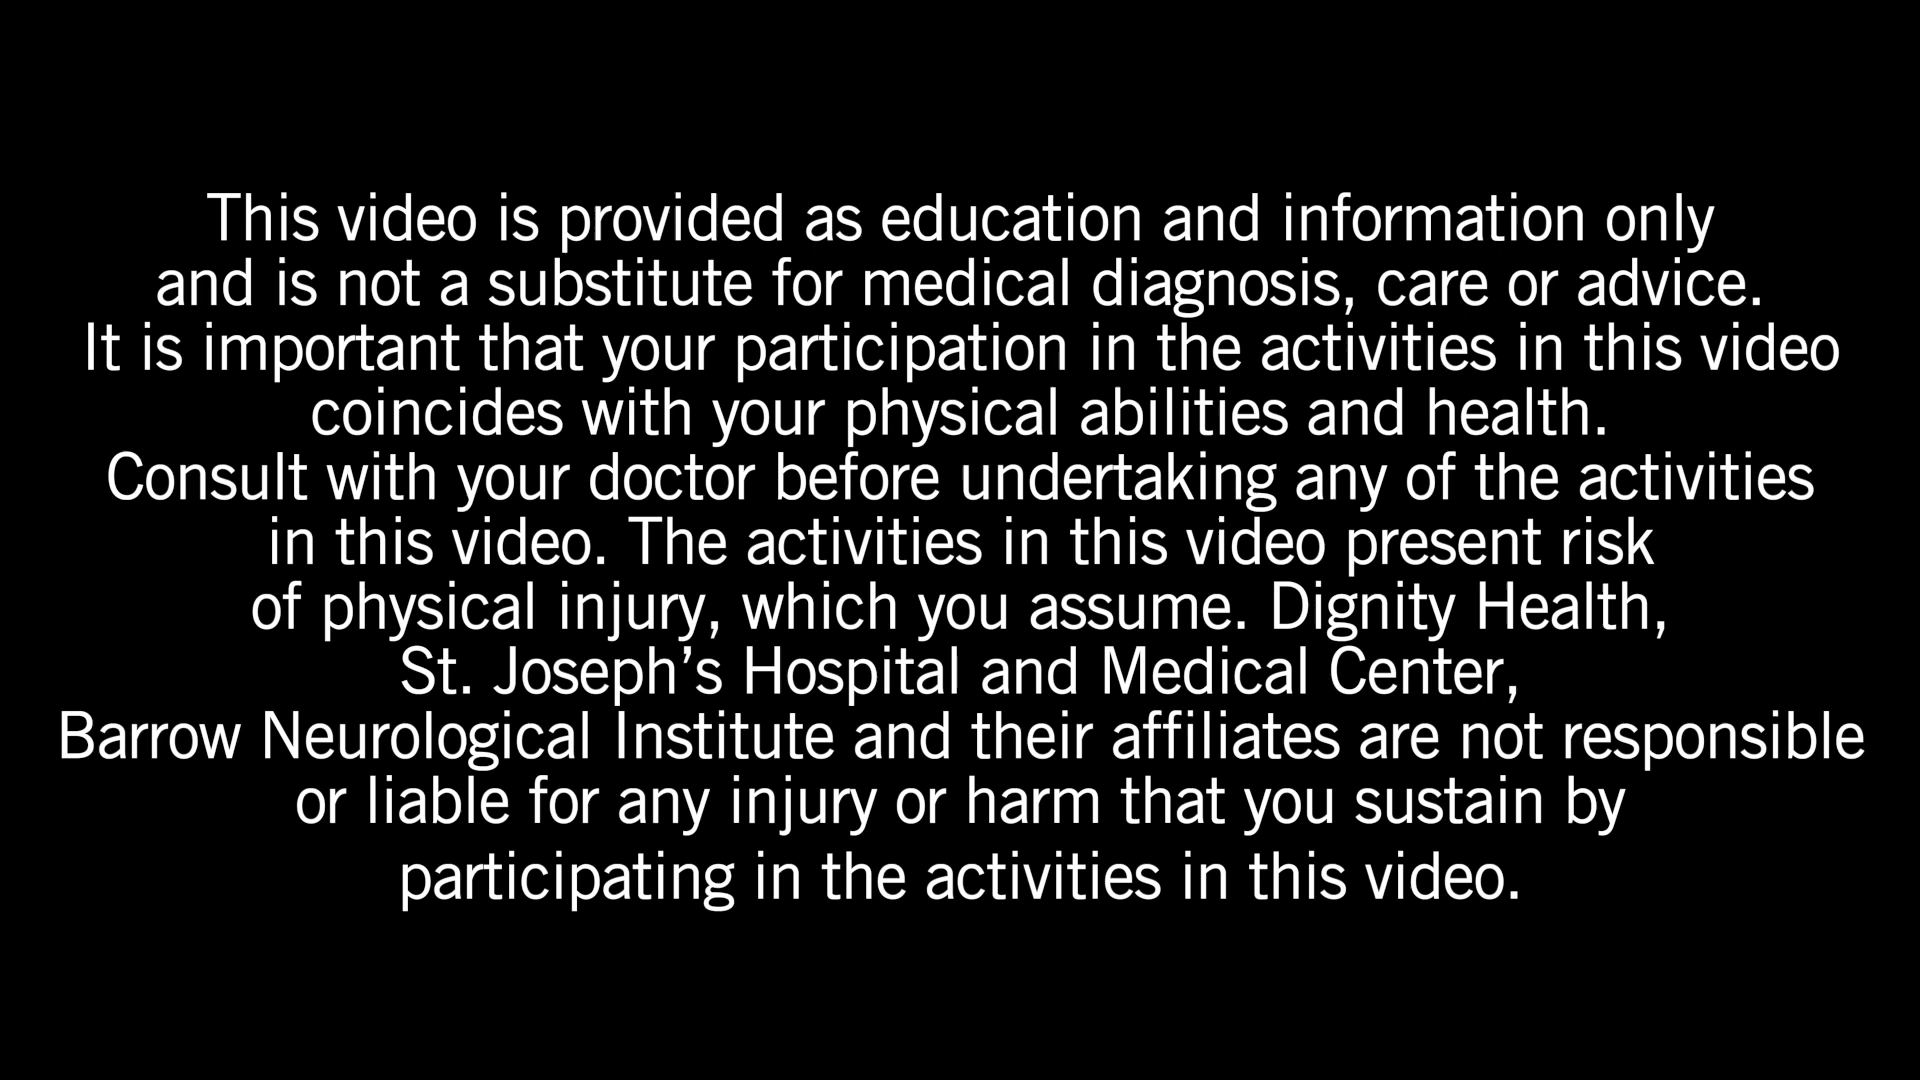 This video is provided as education and information only
and is not a substitute for medical diagnosis, care or advice.
It is important that your participation in the activities in this video
coincides with your physical abilities and health.
Consult with your doctor before undertaking any of the activities
in this video. The activities in this video present risk
of physical injury, which you assume. Dignity Health,
St. Joseph’s Hospital and Medical Center,
Barrow Neurological Institute and their affiliates are not responsible
or liable for any injury or harm that you sustain by
participating in the activities in this video.